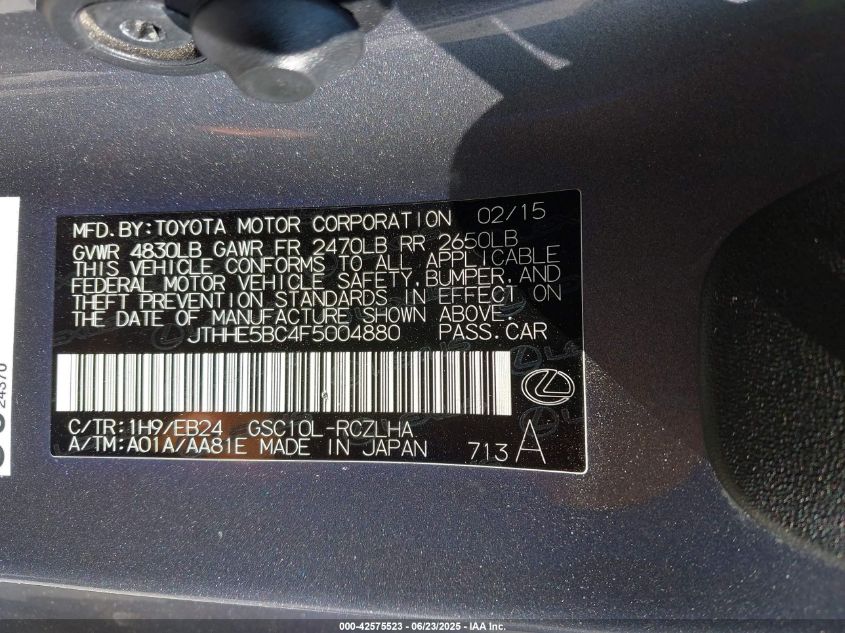 MFD. BY: TOYOTA MOTOR CORPORATION 02/15
GVWR 4830LB GAWR FR 2470LB RR 2650LB
THIS VEHICLE CONFORMS TO ALL APPLICABLE
FEDERAL MOTOR VEHICLE SAFETY, BUMPER, AND
THEFT PREVENTION STANDARDS IN EFFECT ON
THE DATE OF MANUFACTURE SHOWN ABOVE.
JTHHE5BC4F5004880 PASS.CAR
C/TR: 1H9/EB24 GSC10L-RCZLHA
A/TM: A01A/AA81E MADE IN JAPAN 713 A
24370
000-42575523 - 06/23/2025 - IAA Inc.